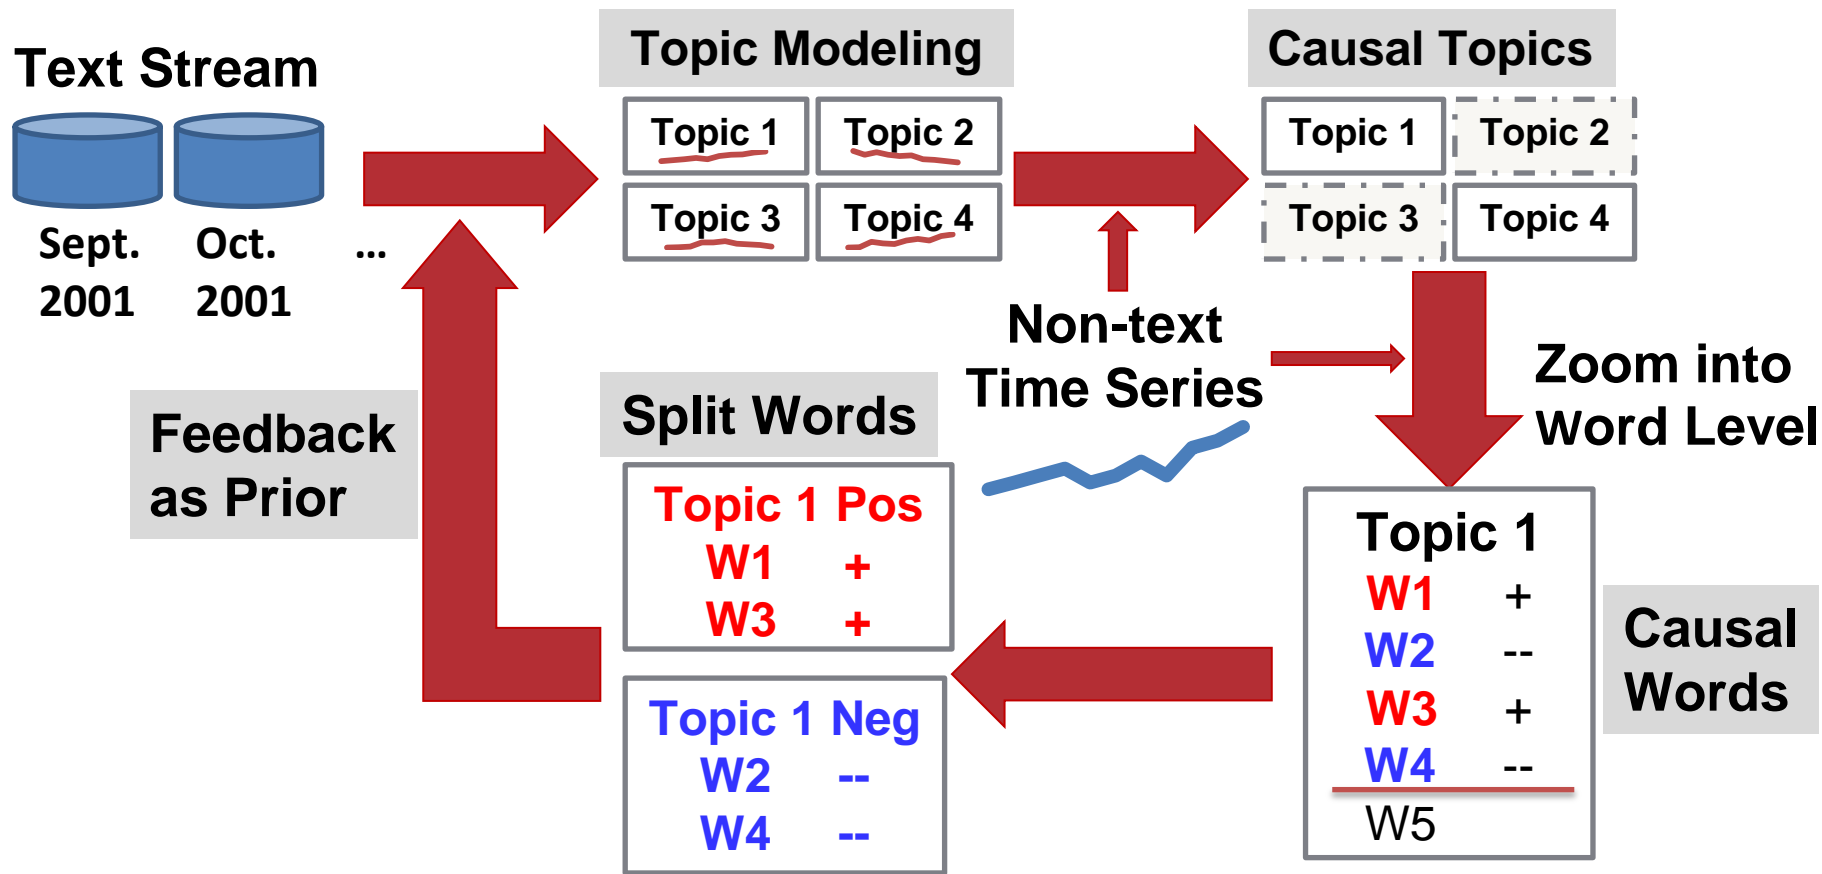 Text Stream
Sept.
2001
Oct.
2001
...
Topic Modeling
Topic 1
Topic 2
Topic 3
Topic 4
Causal Topics
Topic 1
Topic 2
Topic 3
Topic 4
Non-text
Time Series
Zoom into
Word Level
Topic 1
W1 +
W2 --
W3 +
W4 --
W5
Causal
Words
Split Words
Topic 1 Pos
W1 +
W3 +
Topic 1 Neg
W2 --
W4 --
Feedback
as Prior